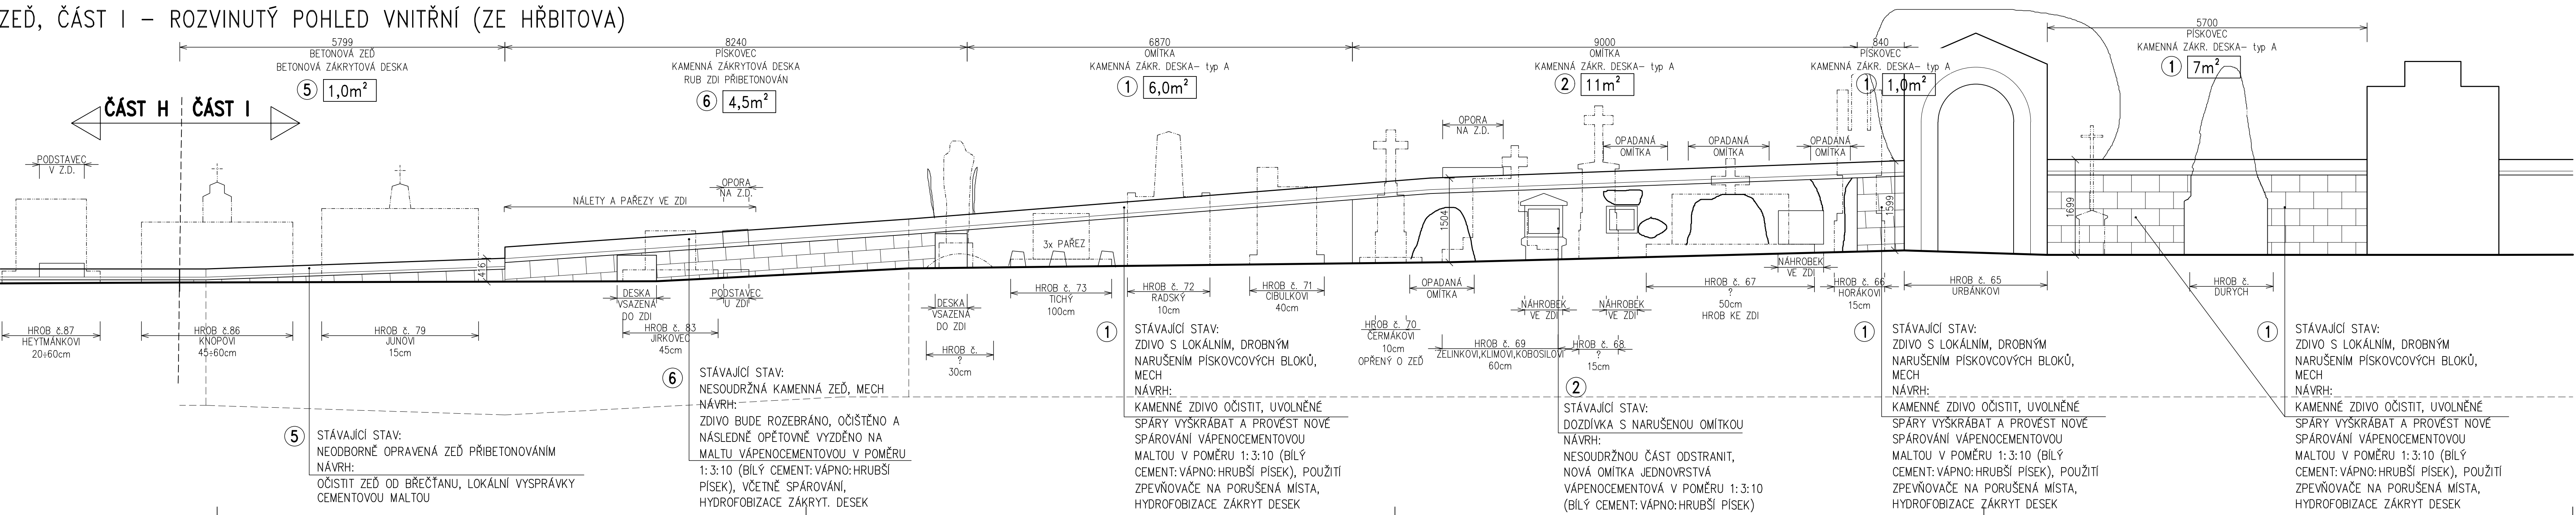 ZEĎ, ČÁST I – ROZVINUTÝ POHLED VNITŘNÍ (ZE HŘBITOVA)
5799
BETONOVÁ ZEĎ
BETONOVÁ ZÁKRYTOVÁ DESKA
5 1,0m²
8240
PÍSKOVEC
KAMENNÁ ZÁKRYTOVÁ DESKA
RUB ZDI PŘIBETONOVÁN
6 4,5m²
6870
OMÍTKA
KAMENNÁ ZÁKR. DESKA– typ A
1 6,0m²
9000
OMÍTKA
KAMENNÁ ZÁKR. DESKA– typ A
2 11m²
840
PÍSKOVEC
KAMENNÁ ZÁKR. DESKA– typ A
1 1,0m²
5700
PÍSKOVEC
KAMENNÁ ZÁKR. DESKA– typ A
1 7m²
ČÁST H ČÁST I
PODSTAVEC
V Z.D.
NÁLETY A PAŘEZY VE ZDI
OPORA
NA Z.D.
3x PAŘEZ
OPORA
NA Z.D.
OPADANÁ
OMÍTKA
OPADANÁ
OMÍTKA
OPADANÁ
OMÍTKA
416
1504
1599
1699
DESKA
VSAZENÁ
DO ZDI
PODSTAVEC
U ZDI
DESKA
VSAZENÁ
DO ZDI
OPADANÁ
OMÍTKA
NÁHROBEK
VE ZDI
NÁHROBEK
VE ZDI
NÁHROBEK
VE ZDI
HROB č.87
HEYTMÁNKOVI
20÷60cm
HROB č.86
KNOPOVI
45÷60cm
HROB č. 79
JUNOVI
15cm
HROB č. 83
JIRKOVEC
45cm
HROB č.
?
30cm
HROB č. 73
TICHÝ
100cm
HROB č. 72
RADSKÝ
10cm
HROB č. 71
CIBULKOVI
40cm
HROB č. 70
ČERMÁKOVI
10cm
OPŘENÝ O ZEĎ
HROB č. 69
ZELINKOVI,KLÍMOVI,KOBOSILOVI
60cm
HROB č. 68
?
15cm
HROB č. 67
?
50cm
HROB KE ZDI
HROB č. 66
HORÁKOVI
15cm
HROB č. 65
URBÁNKOVI
HROB č.
DURYCH
5
STÁVAJÍCÍ STAV:
NEODBORNĚ OPRAVENÁ ZEĎ PŘIBETONOVÁNÍM
NÁVRH:
OČISTIT ZEĎ OD BŘEČŤANU, LOKÁLNÍ VYSPRÁVKY
CEMENTOVOU MALTOU
6
STÁVAJÍCÍ STAV:
NESOUDRŽNÁ KAMENNÁ ZEĎ, MECH
NÁVRH:
ZDIVO BUDE ROZEBRÁNO, OČIŠTĚNO A
NÁSLEDNĚ OPĚTOVNĚ VYZDĚNO NA
MALTU VÁPENOCEMENTOVOU V POMĚRU
1:3:10 (BÍLÝ CEMENT:VÁPNO:HRUBŠÍ
PÍSEK), VČETNĚ SPÁROVÁNÍ,
HYDROFOBIZACE ZÁKRYT. DESEK
1
STÁVAJÍCÍ STAV:
ZDIVO S LOKÁLNÍM, DROBNÝM
NARUŠENÍM PÍSKOVCOVÝCH BLOKŮ,
MECH
NÁVRH:
KAMENNÉ ZDIVO OČISTIT, UVOLNĚNÉ
SPÁRY VYŠKRÁBAT A PROVÉST NOVÉ
SPÁROVÁNÍ VÁPENOCEMENTOVOU
MALTOU V POMĚRU 1:3:10 (BÍLÝ
CEMENT:VÁPNO:HRUBŠÍ PÍSEK), POUŽITÍ
ZPEVŇOVAČE NA PORUŠENÁ MÍSTA,
HYDROFOBIZACE ZÁKRYT DESEK
2
STÁVAJÍCÍ STAV:
DOZDÍVKA S NARUŠENOU OMÍTKOU
NÁVRH:
NESOUDRŽNOU ČÁST ODSTRANIT,
NOVÁ OMÍTKA JEDNOVRSTVÁ
VÁPENOCEMENTOVÁ V POMĚRU 1:3:10
(BÍLÝ CEMENT:VÁPNO:HRUBŠÍ PÍSEK)
1
STÁVAJÍCÍ STAV:
ZDIVO S LOKÁLNÍM, DROBNÝM
NARUŠENÍM PÍSKOVCOVÝCH BLOKŮ,
MECH
NÁVRH:
KAMENNÉ ZDIVO OČISTIT, UVOLNĚNÉ
SPÁRY VYŠKRÁBAT A PROVÉST NOVÉ
SPÁROVÁNÍ VÁPENOCEMENTOVOU
MALTOU V POMĚRU 1:3:10 (BÍLÝ
CEMENT:VÁPNO:HRUBŠÍ PÍSEK), POUŽITÍ
ZPEVŇOVAČE NA PORUŠENÁ MÍSTA,
HYDROFOBIZACE ZÁKRYT DESEK
1
STÁVAJÍCÍ STAV:
ZDIVO S LOKÁLNÍM, DROBNÝM
NARUŠENÍM PÍSKOVCOVÝCH BLOKŮ,
MECH
NÁVRH:
KAMENNÉ ZDIVO OČISTIT, UVOLNĚNÉ
SPÁRY VYŠKRÁBAT A PROVÉST NOVÉ
SPÁROVÁNÍ VÁPENOCEMENTOVOU
MALTOU V POMĚRU 1:3:10 (BÍLÝ
CEMENT:VÁPNO:HRUBŠÍ PÍSEK), POUŽITÍ
ZPEVŇOVAČE NA PORUŠENÁ MÍSTA,
HYDROFOBIZACE ZÁKRYT DESEK